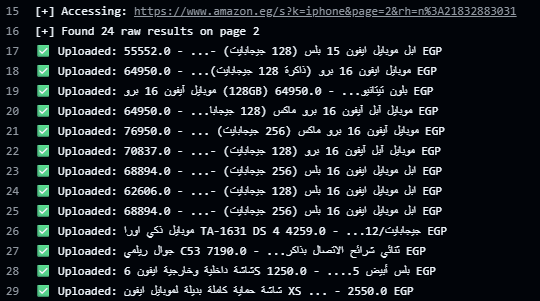 15 [+] Accessing: https://www.amazon.eg/s?k=iphone&page=2&rh=n%3A21832883031
16 [+] Found 24 raw results on page 2
17 ✅ Uploaded: ابل موبايل ايفون 15 بلس (128 جيجابايت) -... - 55552.0 EGP
18 ✅ Uploaded: موبايل ايفون 16 برو (ذاكرة 128 جيجابايت)... - 64950.0 EGP
19 ✅ Uploaded: موبايل آيفون 16 برو (128GB) بلون تيتانيو... - 64950.0 EGP
20 ✅ Uploaded: موبايل آبل آيفون 16 برو ماكس (128 جيجابا... - 64950.0 EGP
21 ✅ Uploaded: موبايل آيفون 16 برو ماكس (256 جيجابايت) ... - 76950.0 EGP
22 ✅ Uploaded: موبايل آبل آيفون 16 برو (128 جيجابايت) -... - 70837.0 EGP
23 ✅ Uploaded: ابل موبايل ايفون 16 بلس (256 جيجابايت) -... - 68894.0 EGP
24 ✅ Uploaded: ابل موبايل ايفون 16 بلس (128 جيجابايت) -... - 62606.0 EGP
25 ✅ Uploaded: ابل موبايل ايفون 16 بلس (256 جيجابايت) -... - 68894.0 EGP
26 ✅ Uploaded: موبايل ذكي اورا TA-1631 DS 4 جيجابايت/12... - 4259.0 EGP
27 ✅ Uploaded: جوال ريلمي C53 ثنائي شرائح الاتصال بذاكر... - 7190.0 EGP
28 ✅ Uploaded: شاشة داخلية وخارجية ايفون 6S بلس أبيض 5.... - 1250.0 EGP
29 ✅ Uploaded: شاشة حماية كاملة بديلة لموبايل ايفون XS ... - 2550.0 EGP